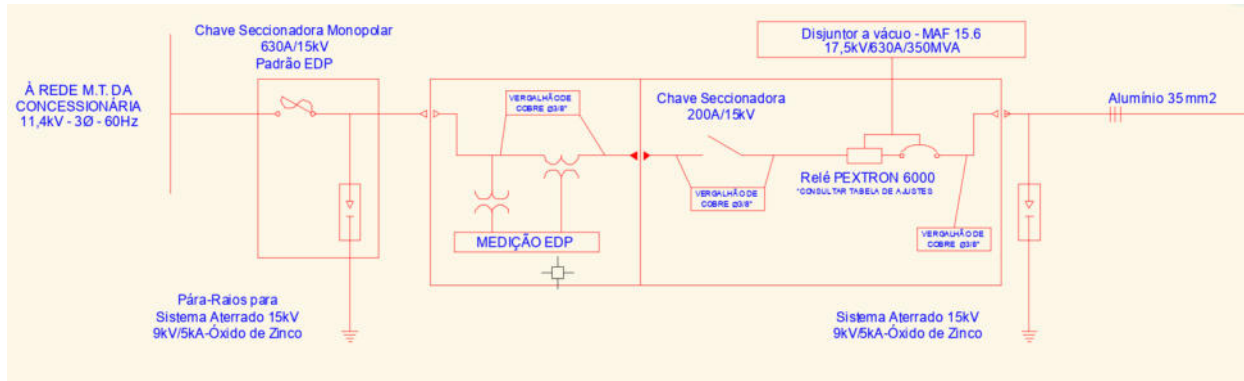 À REDE M.T. DA
CONCESSIONÁRIA
11,4kV - 3Ø - 60Hz
Chave Seccionadora Monopolar
630A/15kV
Padrão EDP
Pára-Raios para
Sistema Aterrado 15kV
9kV/5kA-Óxido de Zinco
VERGALHÃO DE
COBRE Ø3/8"
MEDIÇÃO EDP
Chave Seccionadora
200A/15kV
VERGALHÃO DE
COBRE Ø3/8"
Disjuntor a vácuo - MAF 15.6
17,5kV/630A/350MVA
Relé PEXTRON 6000
*CONSULTAR TABELA DE AJUSTES
VERGALHÃO DE
COBRE Ø3/8"
Sistema Aterrado 15kV
9kV/5kA-Óxido de Zinco
Alumínio 35mm2